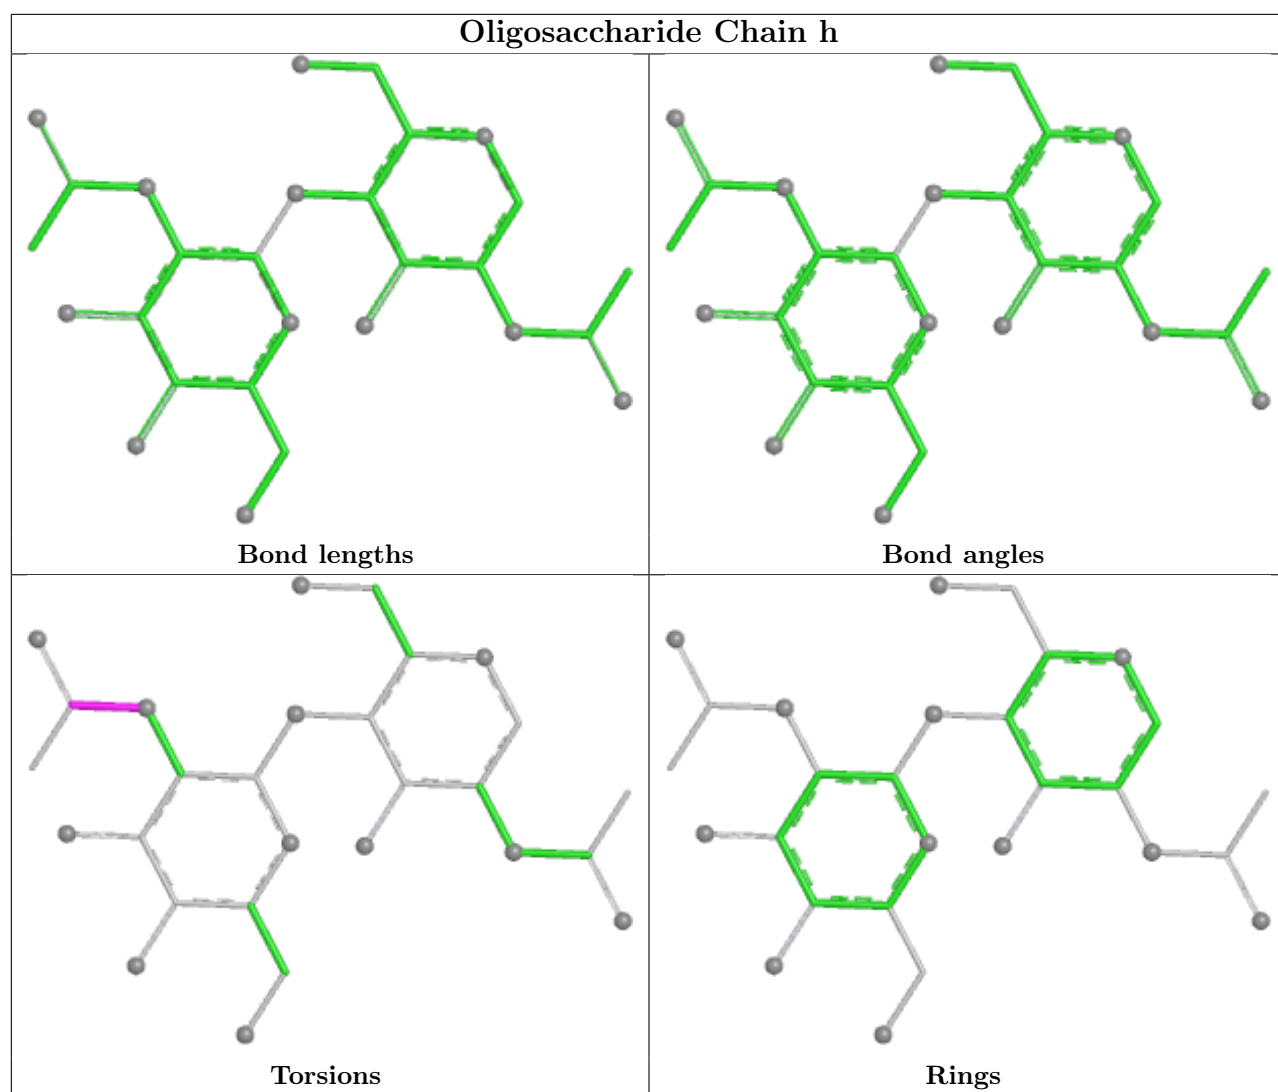 Oligosaccharide Chain h
Bond lengths
Bond angles
Torsions
Rings